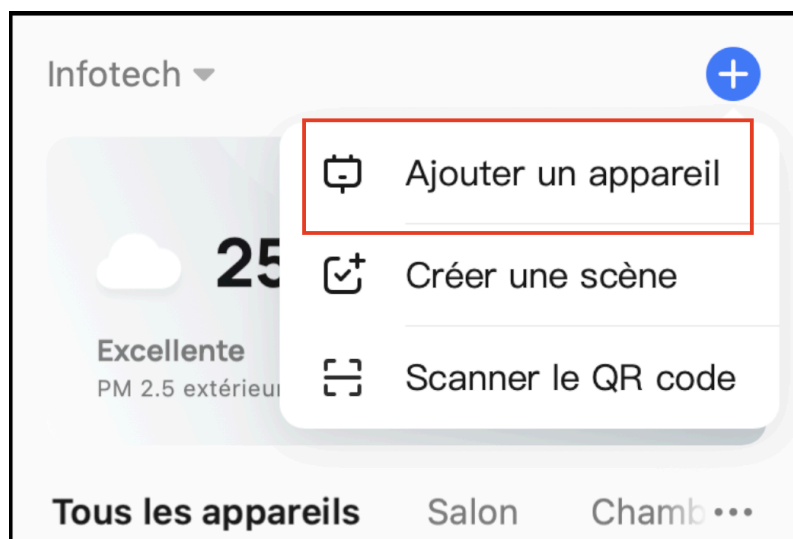 Infotech
Ajouter un appareil
25
Créer une scène
Excellente
PM 2.5 extérieur
Scanner le QR code
Tous les appareils Salon